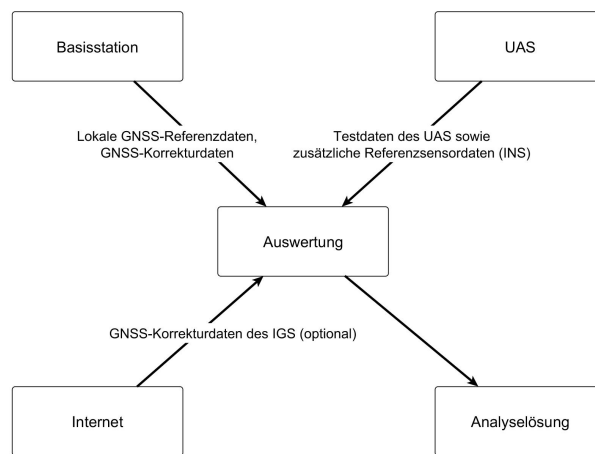 Basisstation
UAS
Lokale GNSS-Referenzdaten,
GNSS-Korrekturdaten
Testdaten des UAS sowie
zusätzliche Referenzsensordaten (INS)
Auswertung
GNSS-Korrekturdaten des IGS (optional)
Internet
Analyselösung